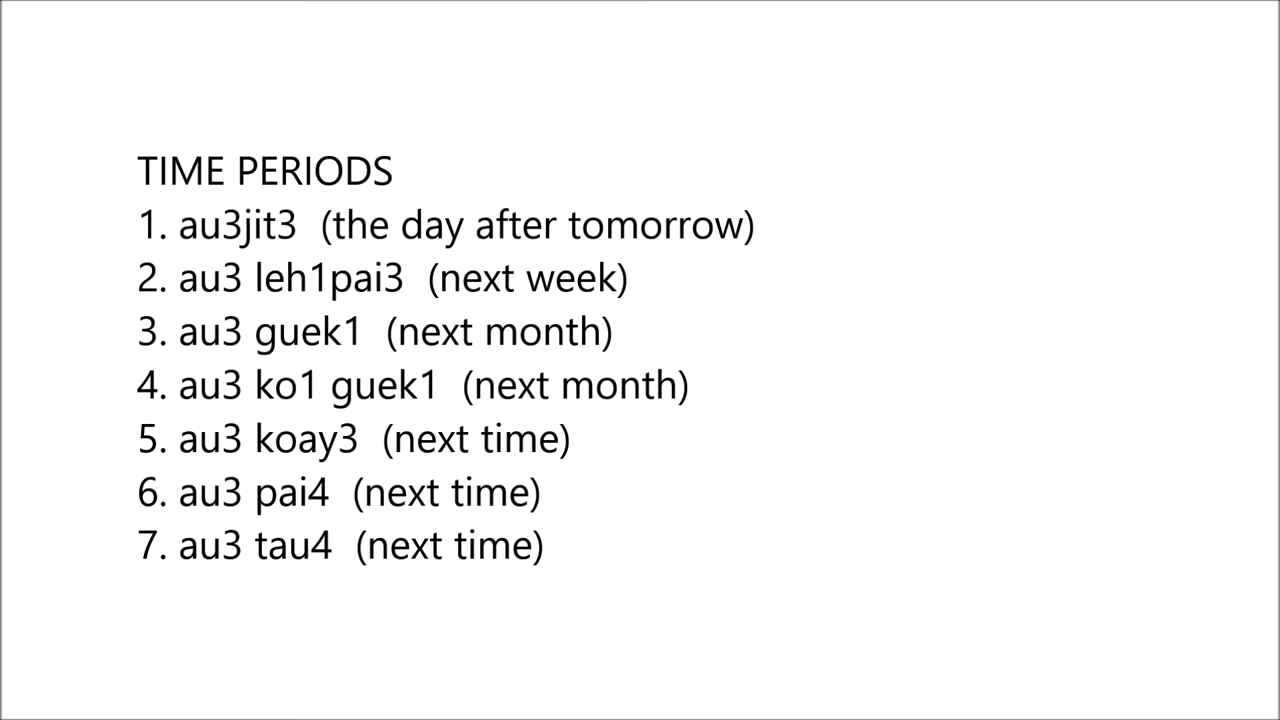 TIME PERIODS
1. au3jit3 (the day after tomorrow)
2. au3 leh1pai3 (next week)
3. au3 guek1 (next month)
4. au3 ko1 guek1 (next month)
5. au3 koay3 (next time)
6. au3 pai4 (next time)
7. au3 tau4 (next time)